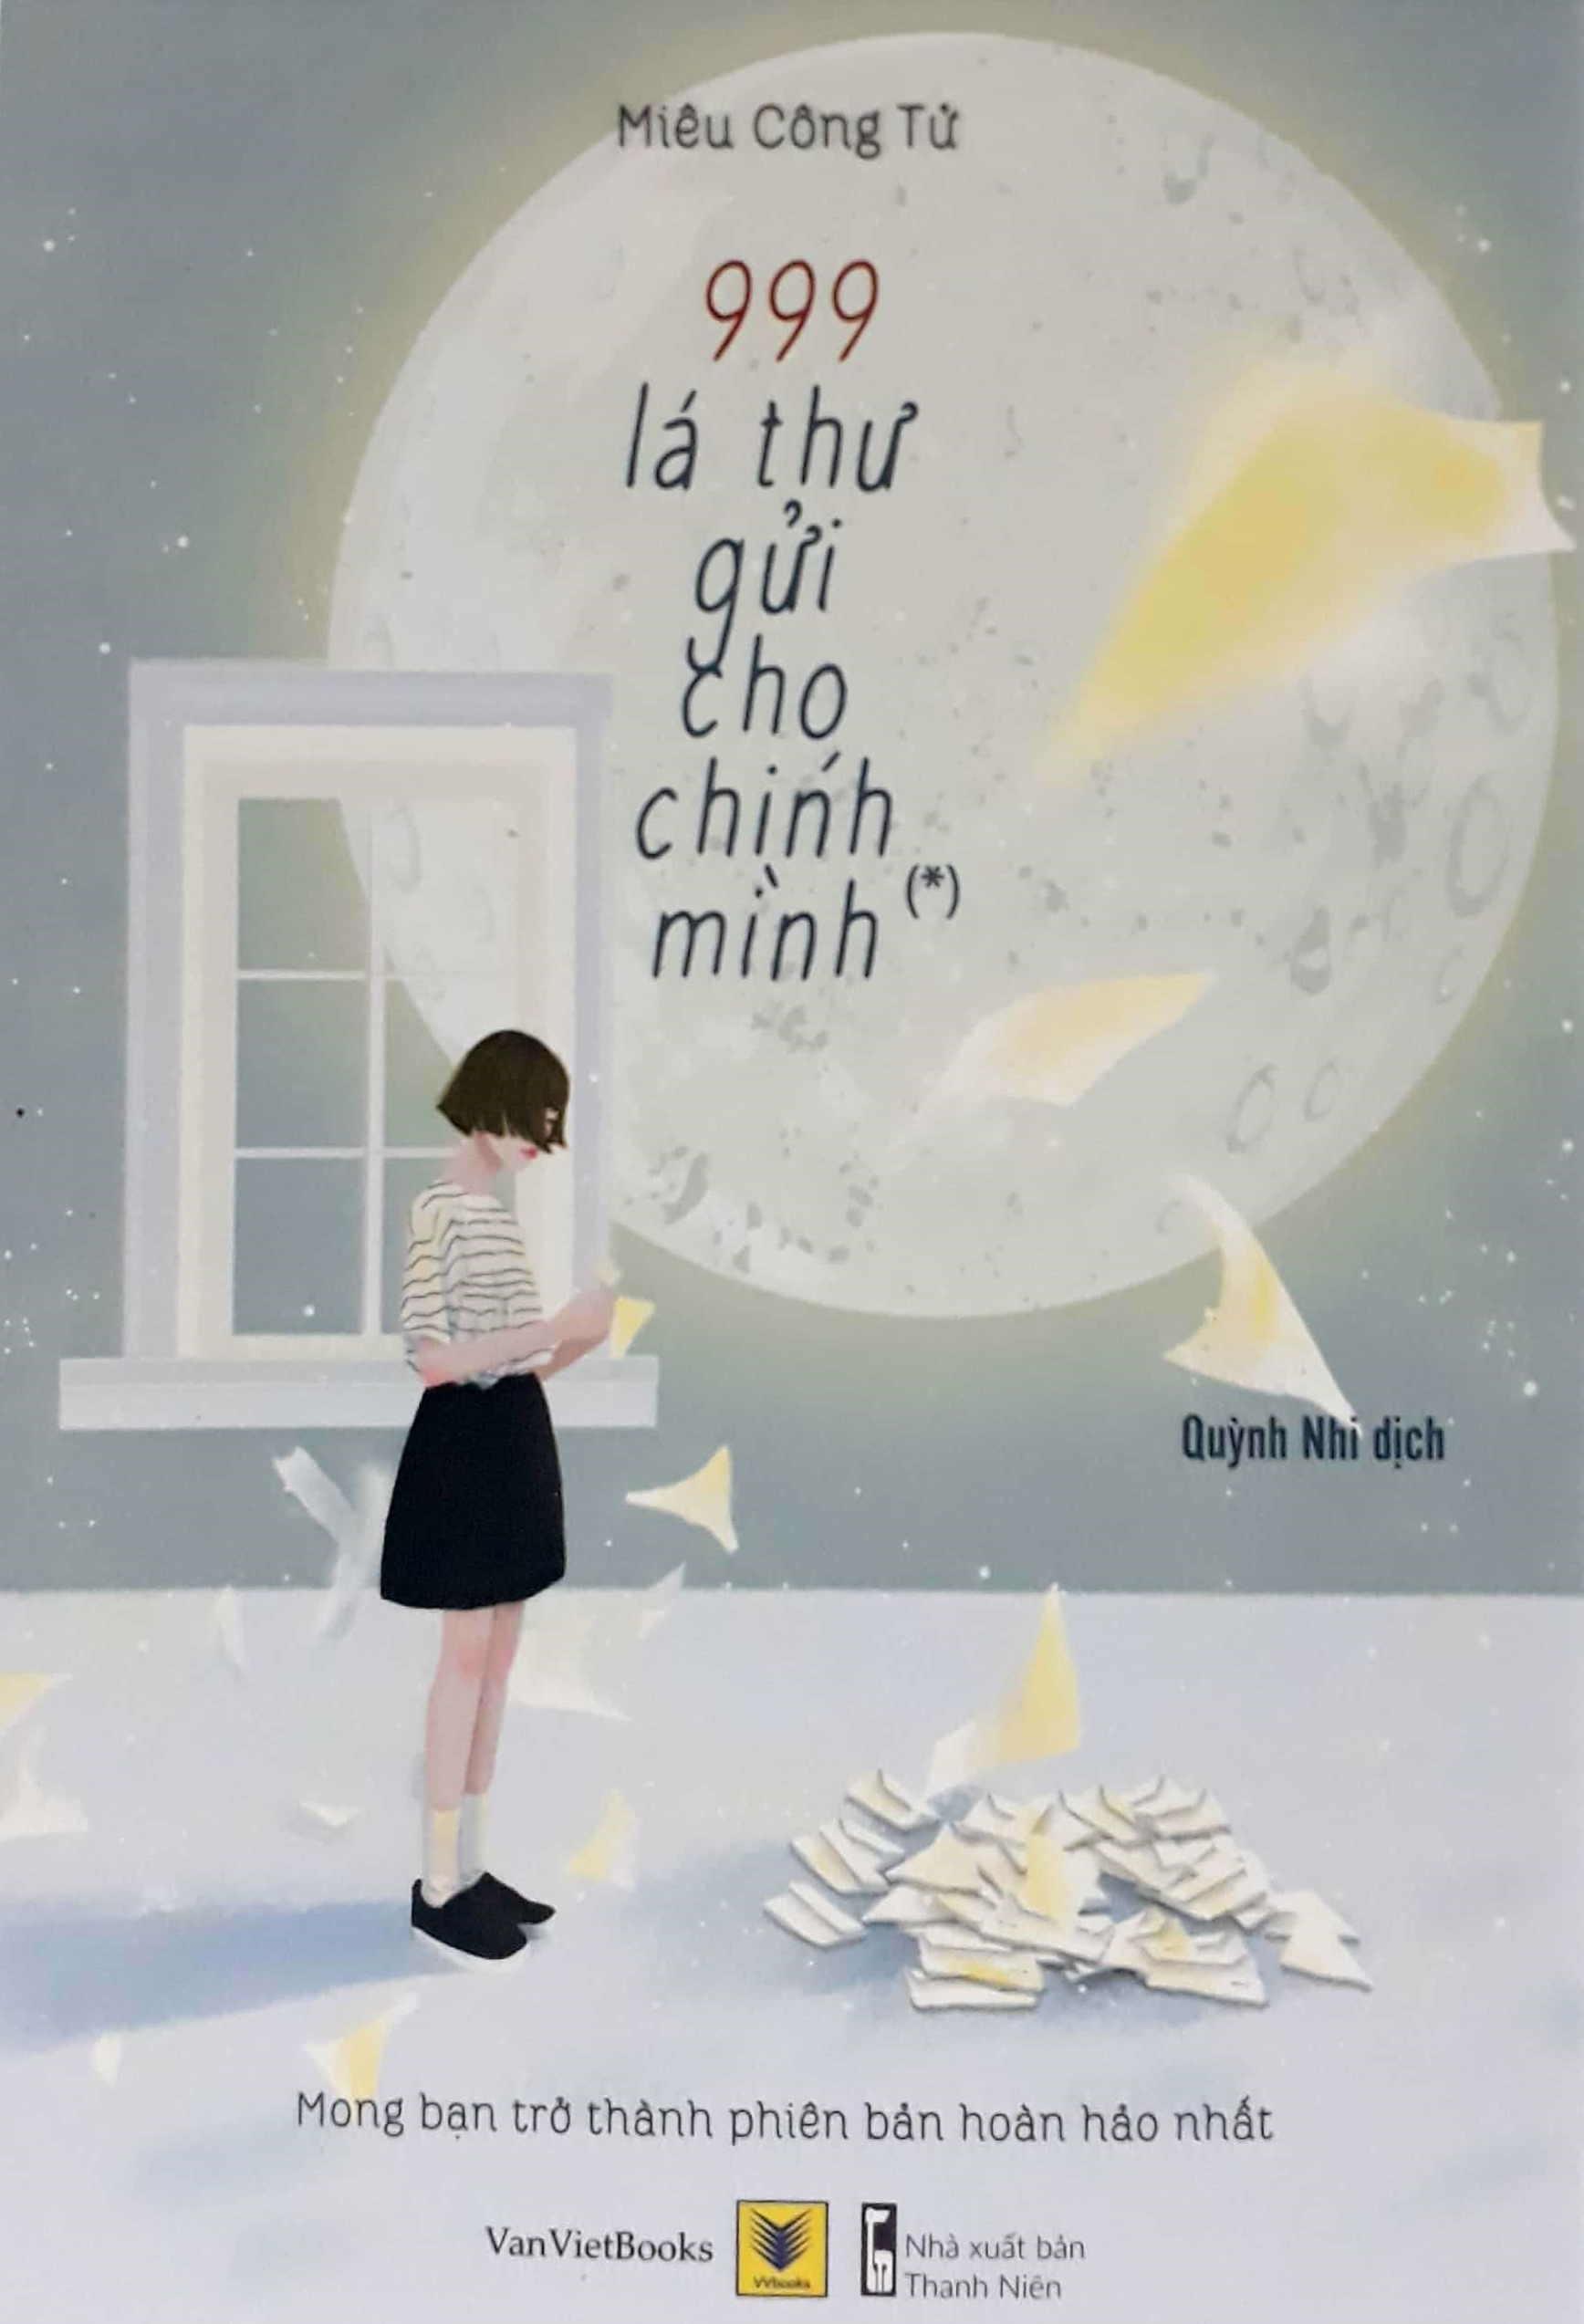 Miêu Công Tử
999
lá thư
gửi
cho
chính
mình (*)
Quỳnh Nhi dịch
Mong bạn trở thành phiên bản hoàn hảo nhất
VanVietBooks
VVbooks
Nhà xuất bản
Thanh Niên